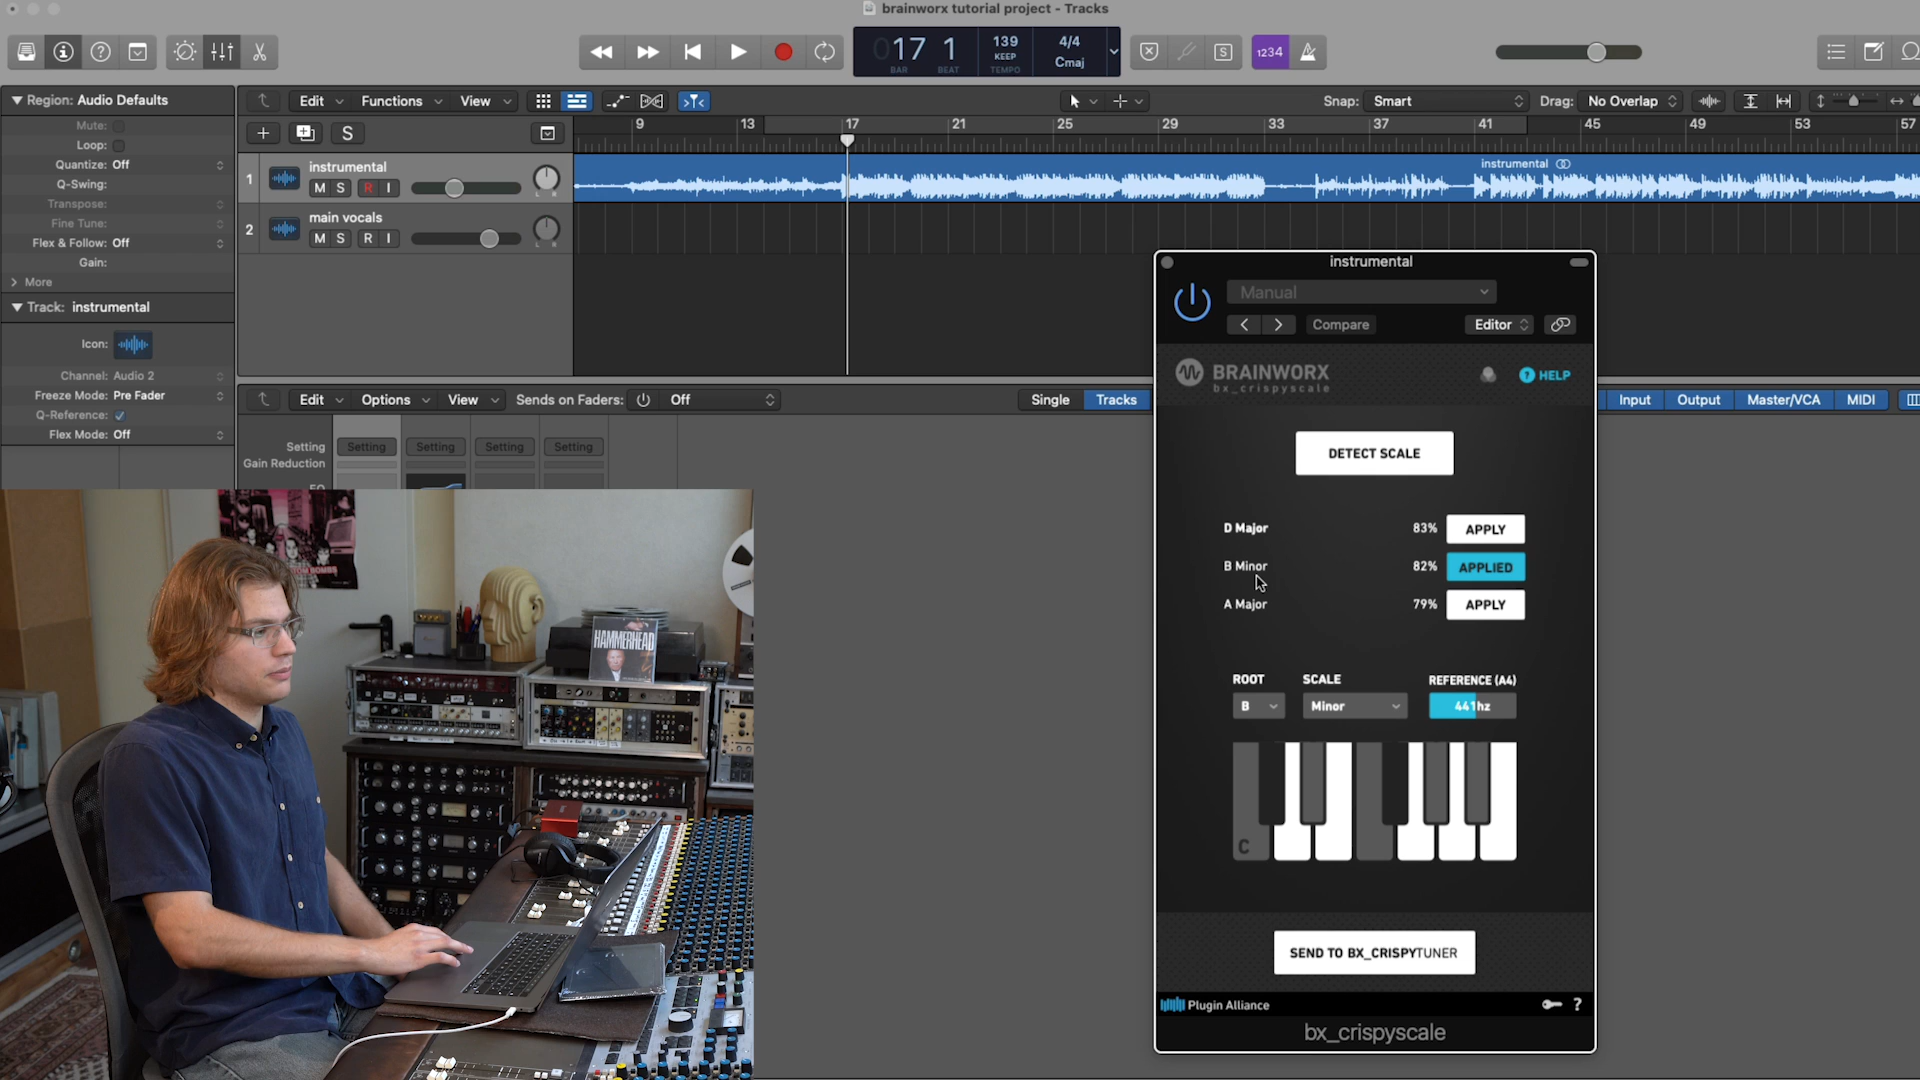 brainworx tutorial project - Tracks
17 1
BAR BEAT
139
KEEP
TEMPO
4/4
Cmaj
S
1234
Region: Audio Defaults
Mute:
Loop:
Quantize: Off
Q-Swing:
Transpose:
Fine Tune:
Flex & Follow: Off
Gain:
More
Track: instrumental
Icon:
Channel: Audio 2
Freeze Mode: Pre Fader
Q-Reference:
Flex Mode: Off
Edit Functions View
Snap: Smart
Drag: No Overlap
S
9 13 17 21 25 29 33 37 41 45 49 53 57
1 instrumental
M S R I
L R
instrumental
2 main vocals
M S R I
L R
Edit Options View Sends on Faders: Off
Single Tracks
Input Output Master/VCA MIDI
Setting Setting Setting Setting Setting
Gain Reduction
EQ
instrumental
Manual
Compare
Editor
BRAINWORX
bx_crispyscale
? HELP
DETECT SCALE
D Major 83% APPLY
B Minor 82% APPLIED
A Major 79% APPLY
ROOT SCALE REFERENCE (A4)
B Minor 441hz
C
SEND TO BX_CRISPYTUNER
Plugin Alliance
?
bx_crispyscale
HAMMERHEAD